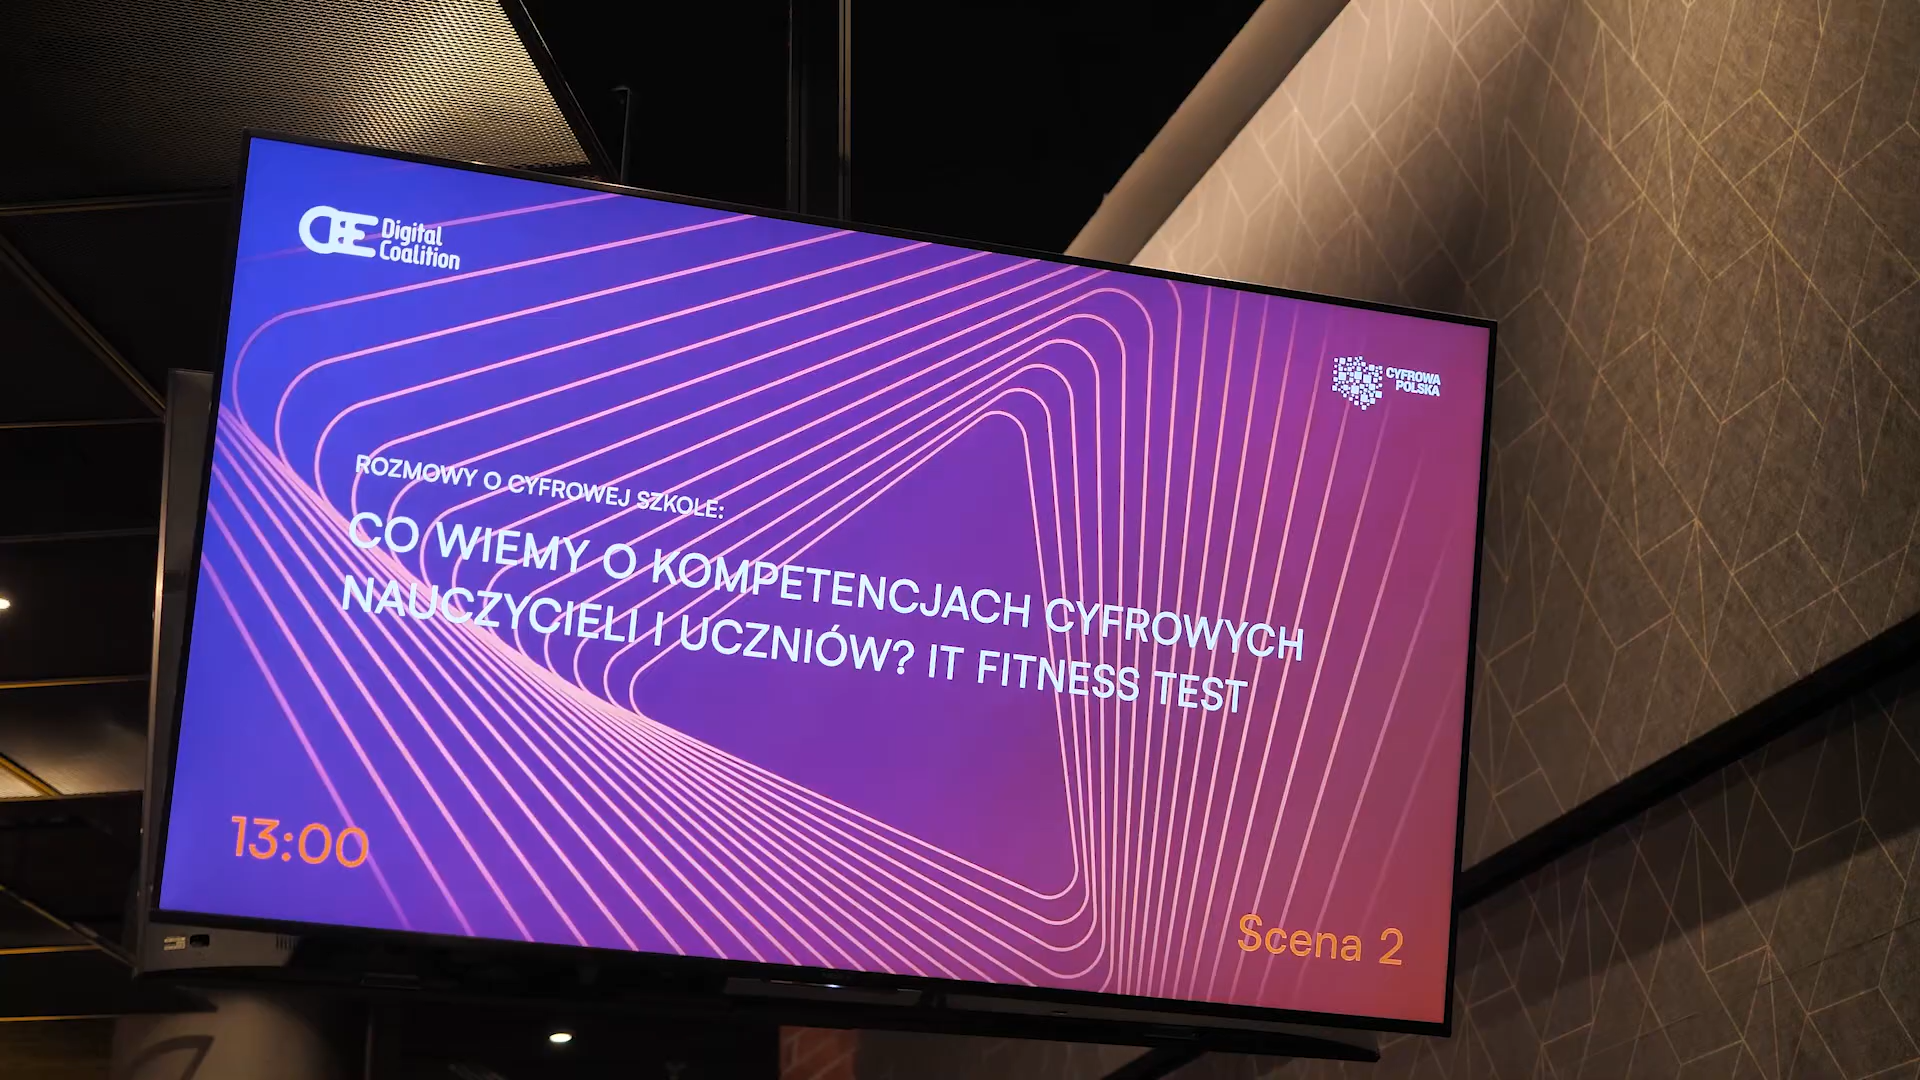 CEE Digital
Coalition
CYFROWA
POLSKA
ROZMOWY O CYFROWEJ SZKOLE:
CO WIEMY O KOMPETENCJACH CYFROWYCH
NAUCZYCIELI I UCZNIÓW? IT FITNESS TEST
13:00
Scena 2